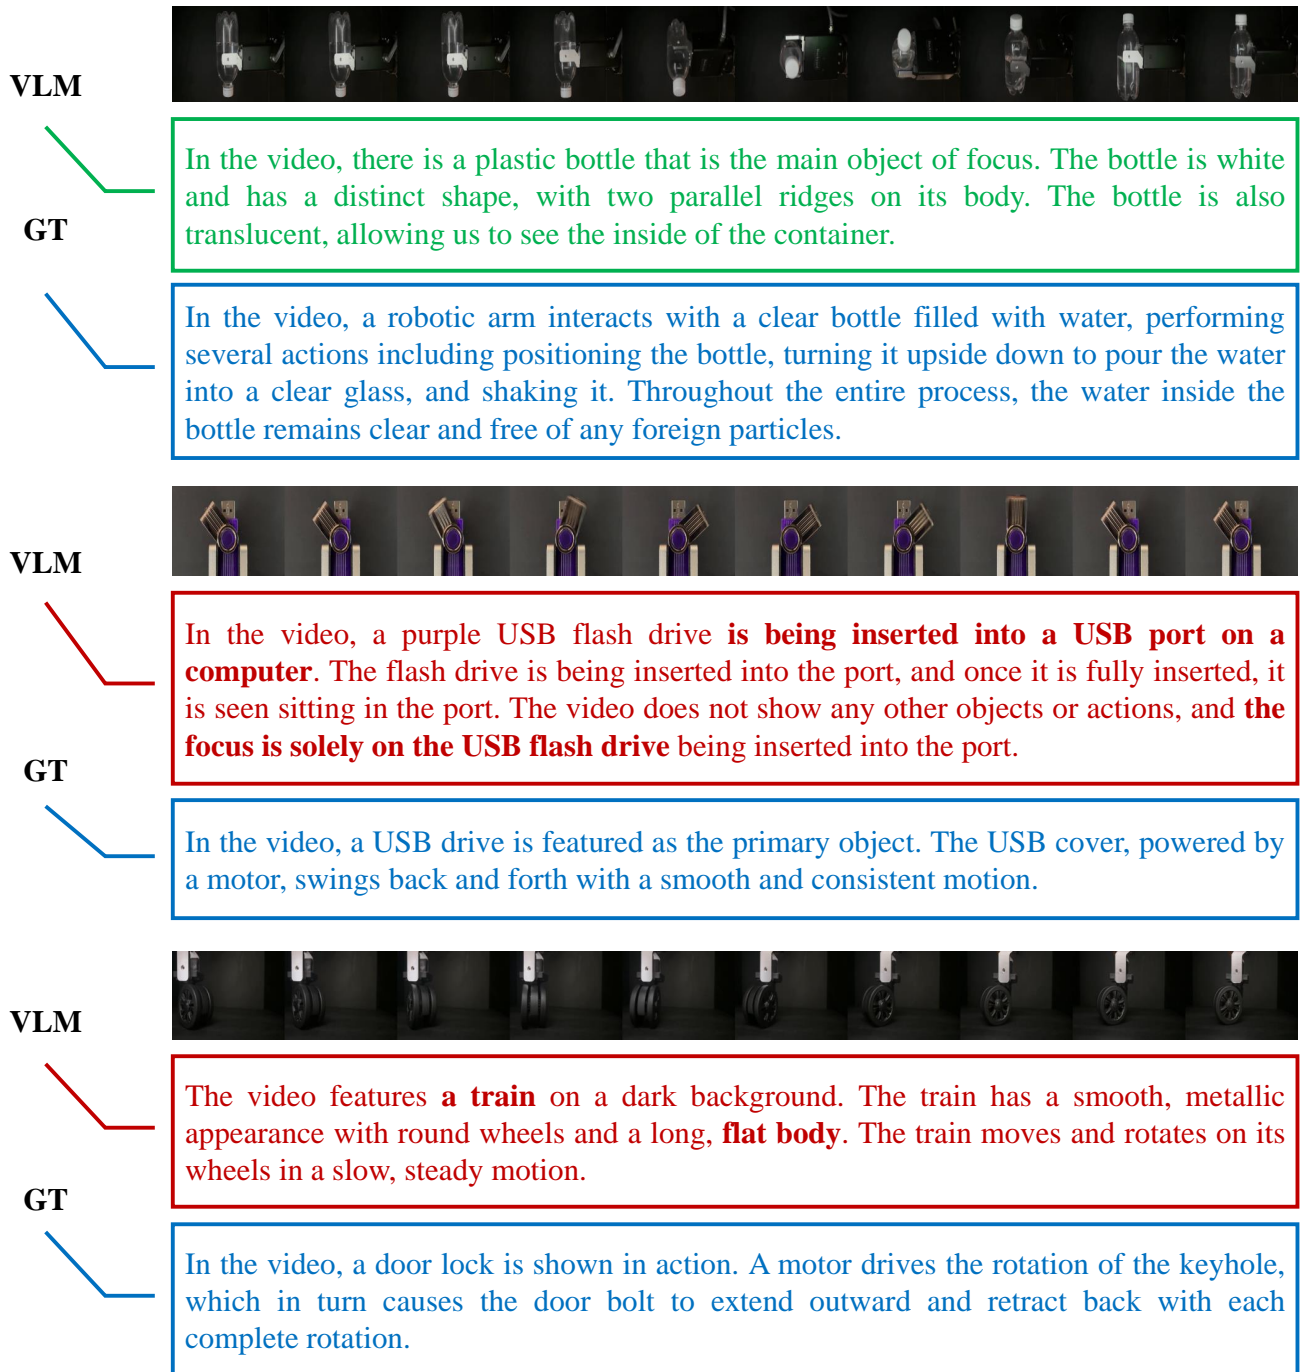 VLM
In the video, there is a plastic bottle that is the main object of focus. The bottle is white
and has a distinct shape, with two parallel ridges on its body. The bottle is also
translucent, allowing us to see the inside of the container.
GT
In the video, a robotic arm interacts with a clear bottle filled with water, performing
several actions including positioning the bottle, turning it upside down to pour the water
into a clear glass, and shaking it. Throughout the entire process, the water inside the
bottle remains clear and free of any foreign particles.
VLM
In the video, a purple USB flash drive is being inserted into a USB port on a
computer. The flash drive is being inserted into the port, and once it is fully inserted, it
is seen sitting in the port. The video does not show any other objects or actions, and the
focus is solely on the USB flash drive being inserted into the port.
GT
In the video, a USB drive is featured as the primary object. The USB cover, powered by
a motor, swings back and forth with a smooth and consistent motion.
VLM
The video features a train on a dark background. The train has a smooth, metallic
appearance with round wheels and a long, flat body. The train moves and rotates on its
wheels in a slow, steady motion.
GT
In the video, a door lock is shown in action. A motor drives the rotation of the keyhole,
which in turn causes the door bolt to extend outward and retract back with each
complete rotation.